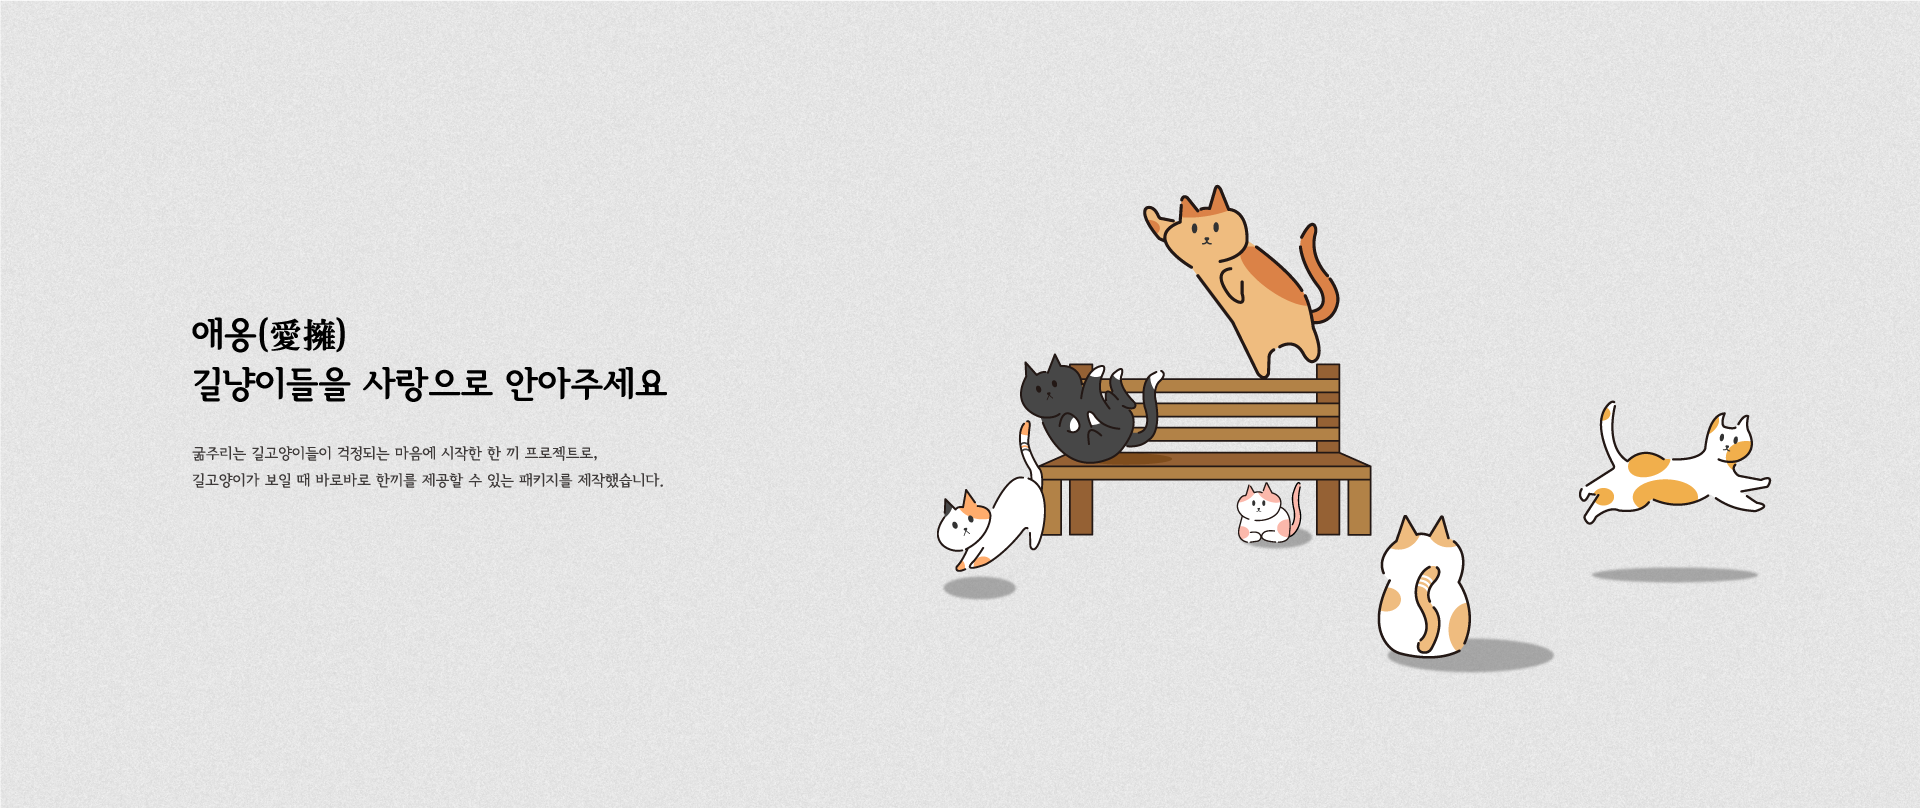 애옹(愛擁)
길냥이들을 사랑으로 안아주세요
굶주리는 길고양이들이 걱정되는 마음에 시작한 한 끼 프로젝트로,
길고양이가 보일 때 바로바로 한끼를 제공할 수 있는 패키지를 제작했습니다.